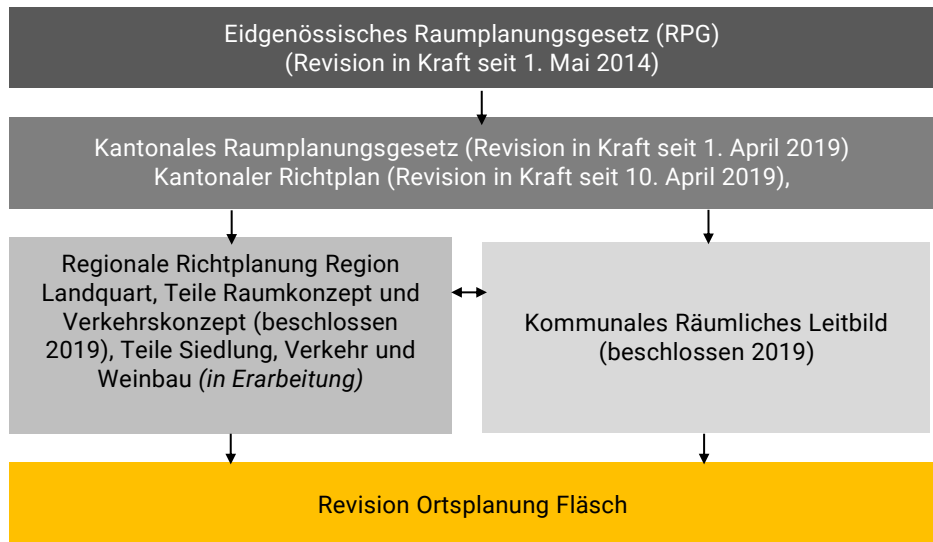 Eidgenössisches Raumplanungsgesetz (RPG)
(Revision in Kraft seit 1. Mai 2014)
Kantonales Raumplanungsgesetz (Revision in Kraft seit 1. April 2019)
Kantonaler Richtplan (Revision in Kraft seit 10. April 2019),
Regionale Richtplanung Region
Landquart, Teile Raumkonzept und
Verkehrskonzept (beschlossen
2019), Teile Siedlung, Verkehr und
Weinbau (in Erarbeitung)
Kommunales Räumliches Leitbild
(beschlossen 2019)
Revision Ortsplanung Fläsch